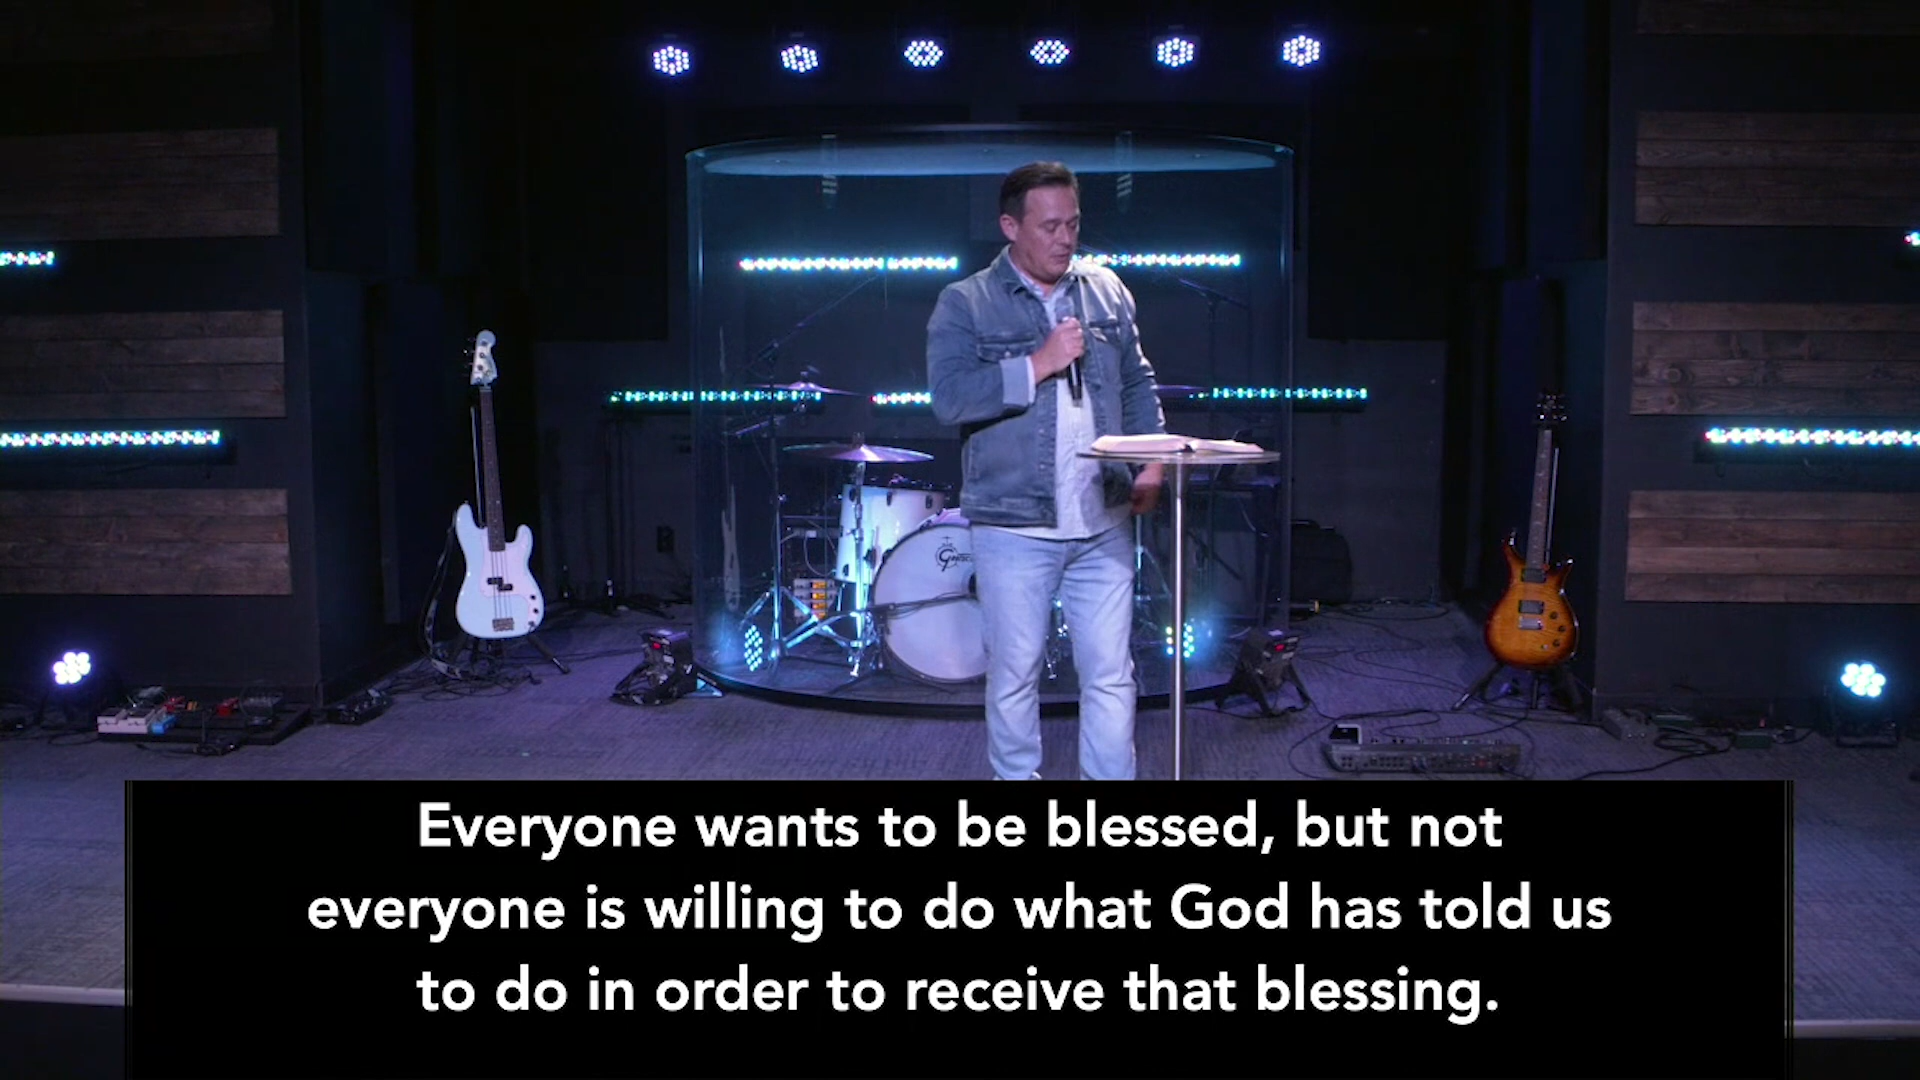 Everyone wants to be blessed, but not
everyone is willing to do what God has told us
to do in order to receive that blessing.